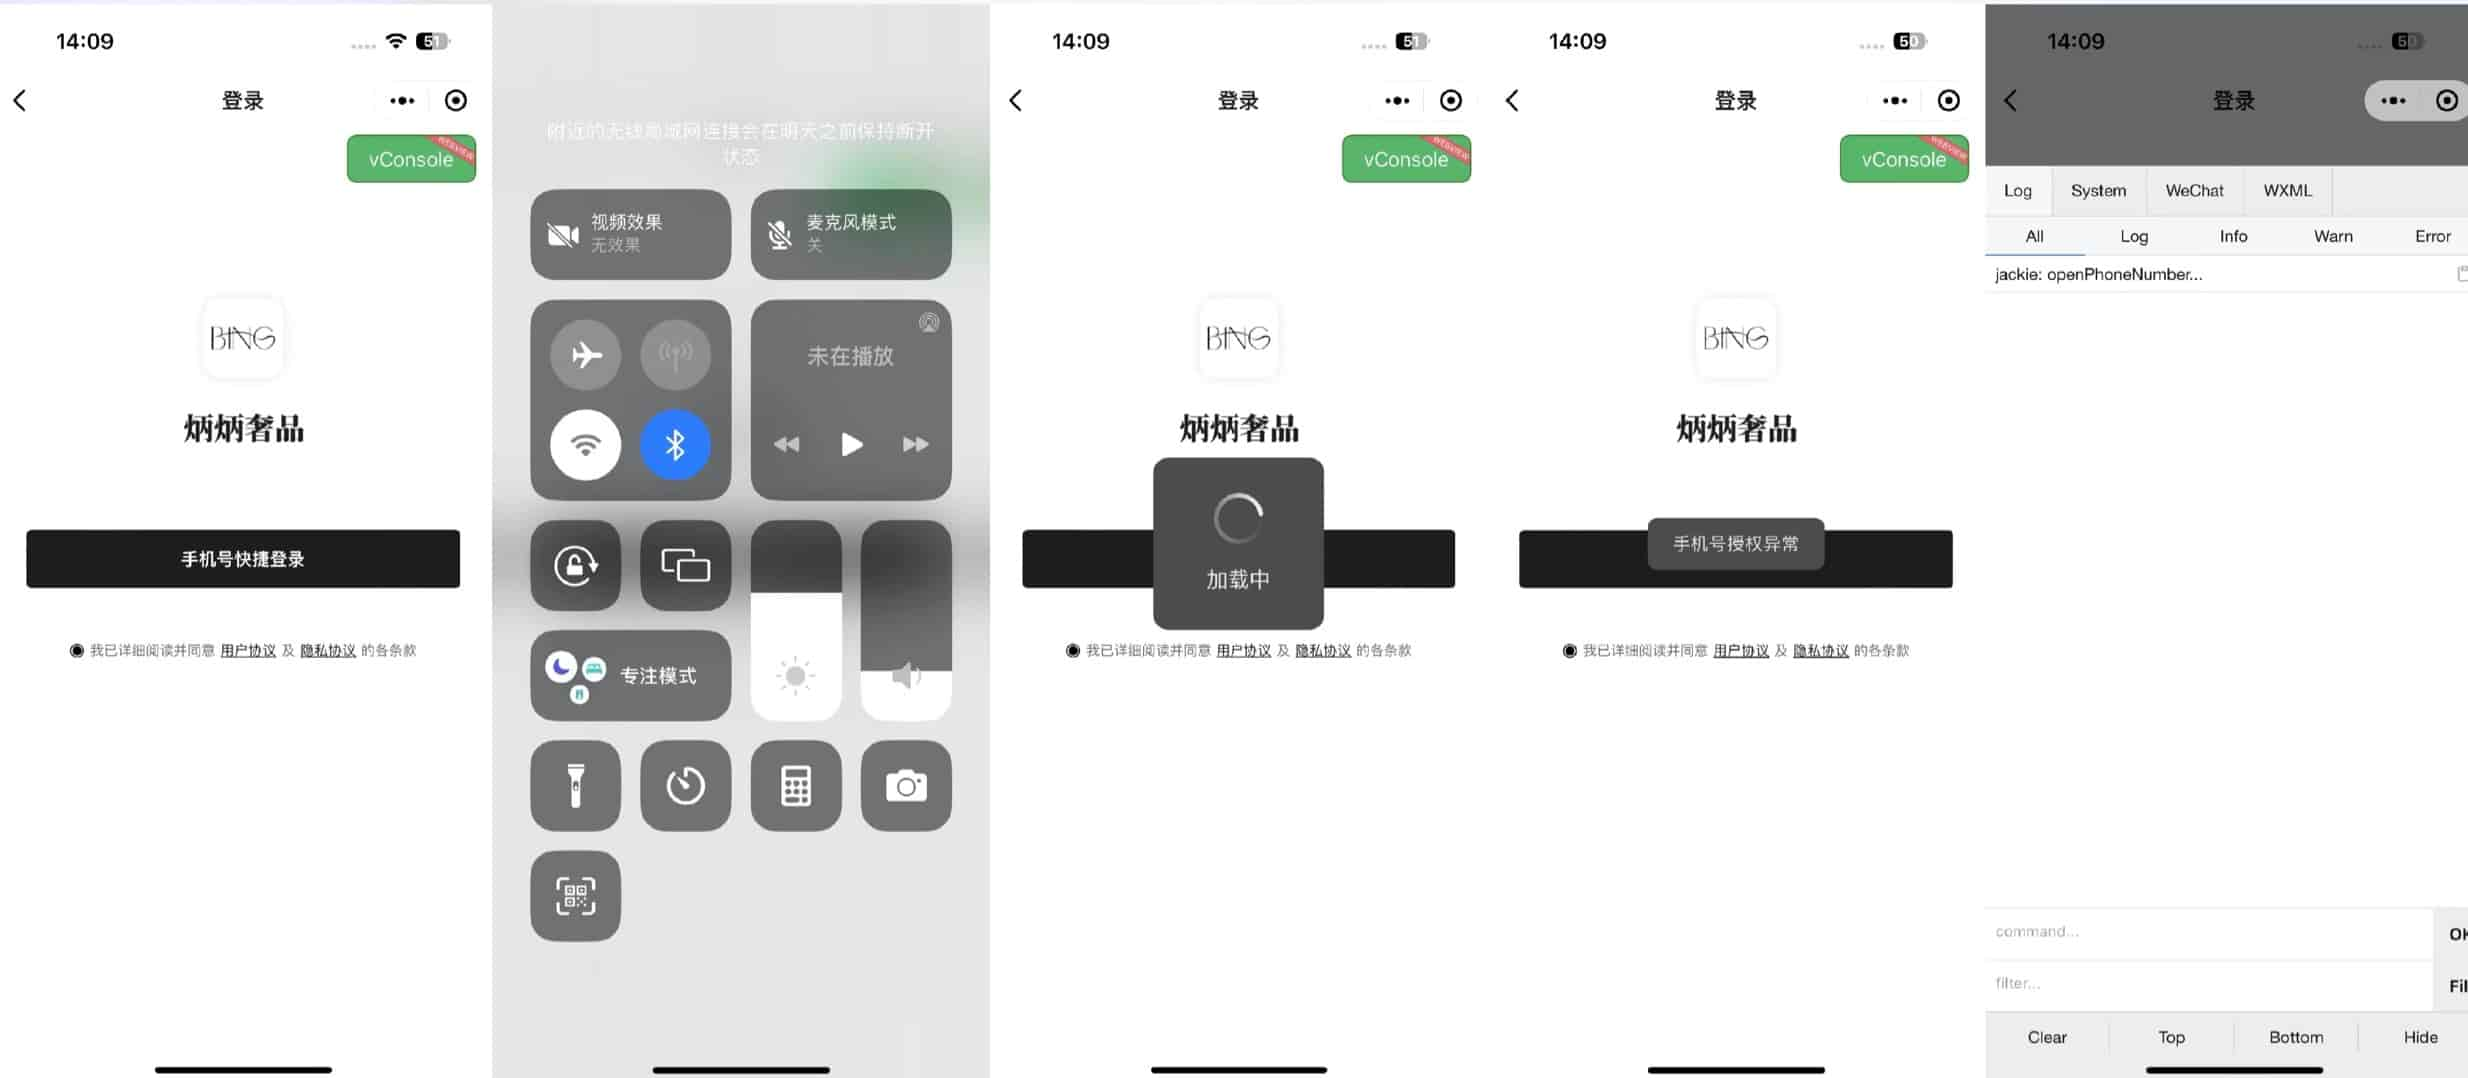 14:09
51
登录
vConsole
WEBVIEW
BING
炳炳奢品
手机号快捷登录
我已详细阅读并同意 用户协议 及 隐私协议 的各条款
附近的无线局域网连接会在明天之前保持断开
状态
视频效果
无效果
麦克风模式
关
未在播放
专注模式
14:09
51
登录
vConsole
WEBVIEW
BING
炳炳奢品
加载中
我已详细阅读并同意 用户协议 及 隐私协议 的各条款
14:09
50
登录
vConsole
WEBVIEW
BING
炳炳奢品
手机号授权异常
我已详细阅读并同意 用户协议 及 隐私协议 的各条款
14:09
50
登录
Log System WeChat WXML
All Log Info Warn Error
jackie: openPhoneNumber...
command...
OK
filter...
Fil
Clear Top Bottom Hide